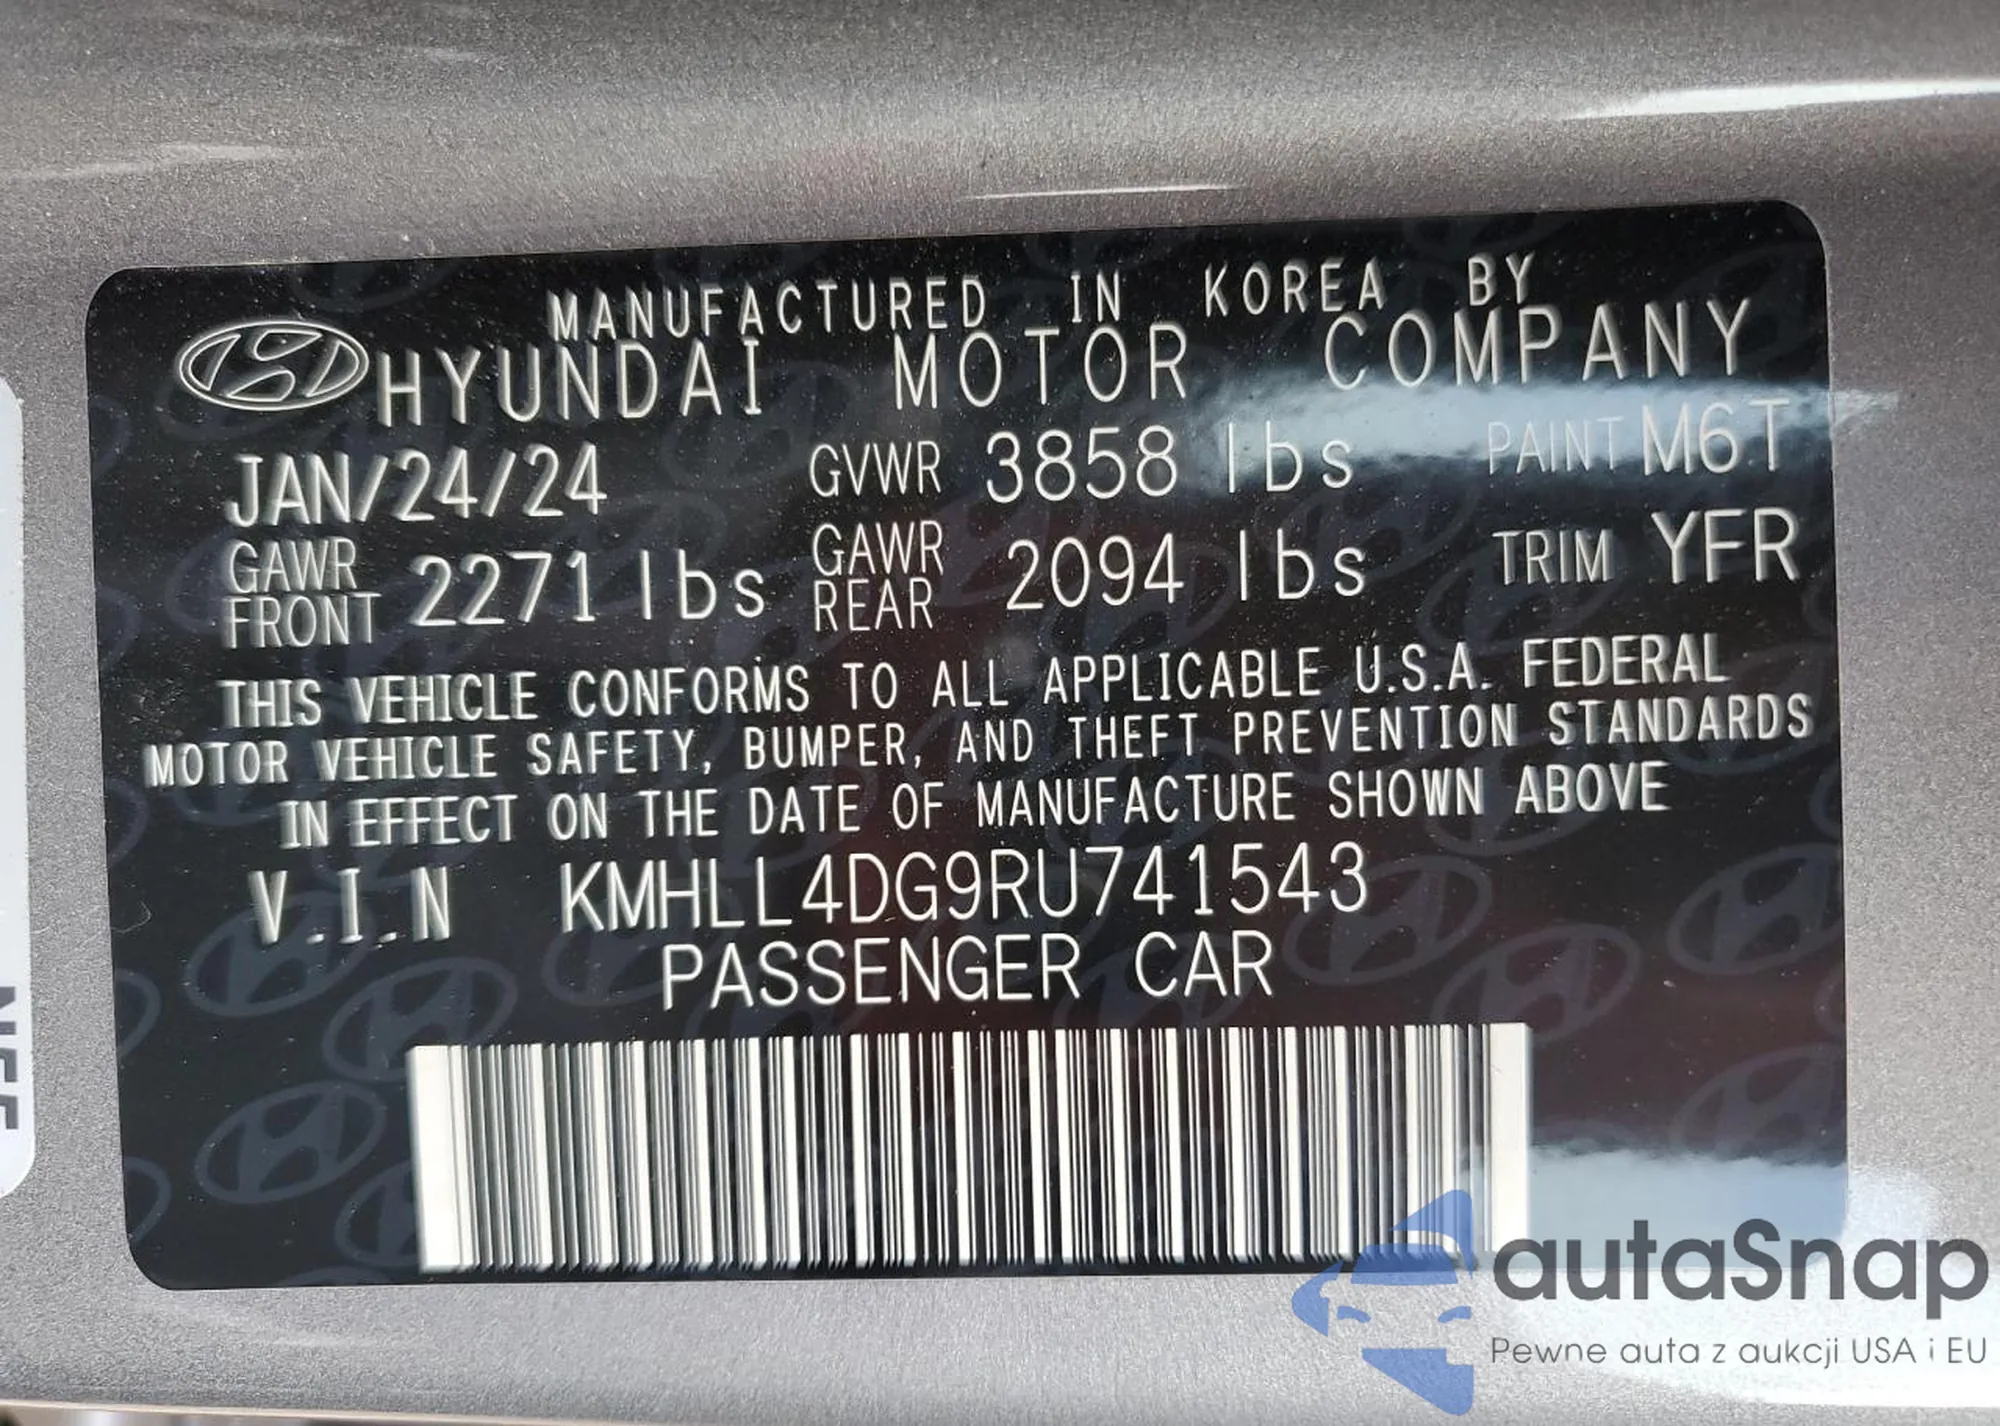 MANUFACTURED IN KOREA BY
HYUNDAI MOTOR COMPANY
JAN/24/24 GVWR 3858 lbs PAINT M6T
GAWR FRONT 2271 lbs GAWR REAR 2094 lbs TRIM YFR
THIS VEHICLE CONFORMS TO ALL APPLICABLE U.S.A. FEDERAL
MOTOR VEHICLE SAFETY, BUMPER, AND THEFT PREVENTION STANDARDS
IN EFFECT ON THE DATE OF MANUFACTURE SHOWN ABOVE
V.I.N KMHLL4DG9RU741543
PASSENGER CAR
autaSnap
Pewne auta z aukcji USA i EU